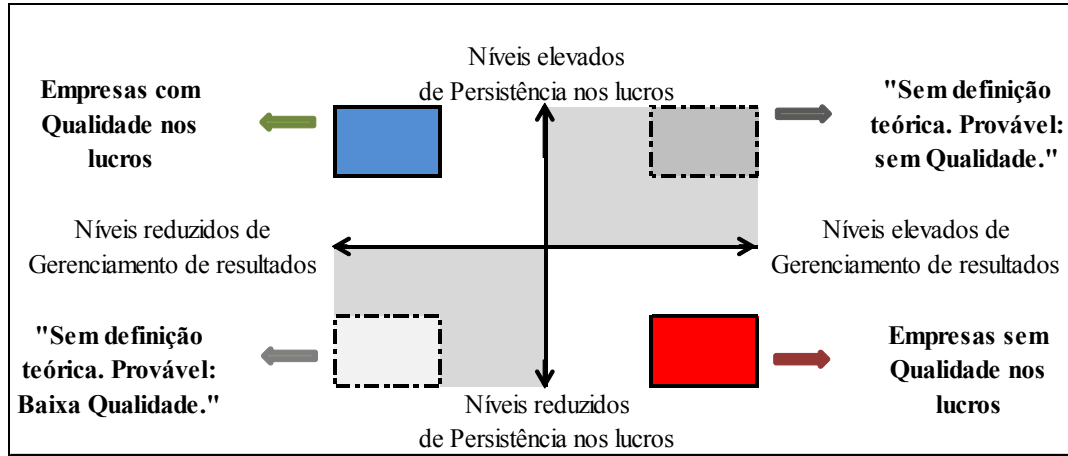 Níveis elevados
de Persistência nos lucros
Empresas com
Qualidade nos
lucros
"Sem definição
teórica. Provável:
sem Qualidade."
Níveis reduzidos de
Gerenciamento de resultados
Níveis elevados de
Gerenciamento de resultados
"Sem definição
teórica. Provável:
Baixa Qualidade."
Empresas sem
Qualidade nos
lucros
Níveis reduzidos
de Persistência nos lucros